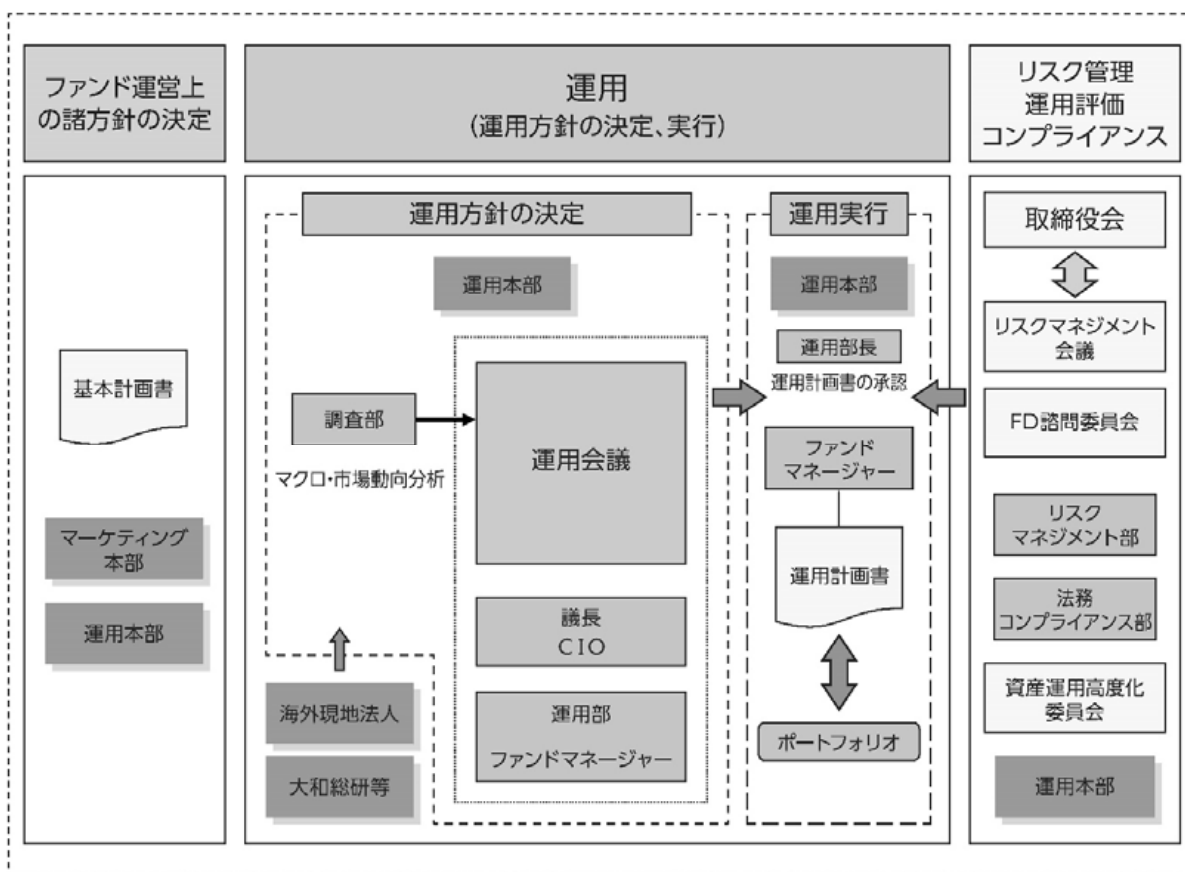 ファンド運営上
の諸方針の決定
運用
(運用方針の決定、実行)
リスク管理
運用評価
コンプライアンス
基本計画書
マーケティング
本部
運用本部
運用方針の決定
運用本部
調査部
マクロ・市場動向分析
運用会議
議長
CIO
運用部
ファンドマネージャー
海外現地法人
大和総研等
運用実行
運用本部
運用部長
運用計画書の承認
ファンド
マネージャー
運用計画書
ポートフォリオ
取締役会
リスクマネジメント
会議
FD諮問委員会
リスク
マネジメント部
法務
コンプライアンス部
資産運用高度化
委員会
運用本部